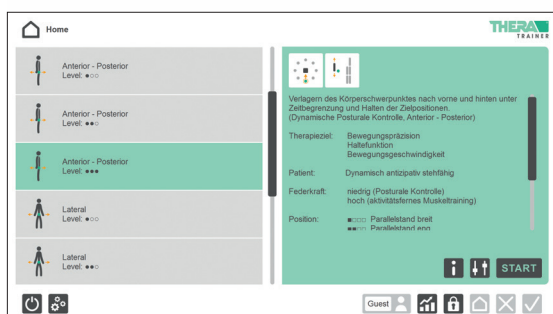 Home
THERA
TRAINER
Anterior - Posterior
Level: ●○○
Anterior - Posterior
Level: ●●○
Anterior - Posterior
Level: ●●●
Lateral
Level: ●○○
Lateral
Level: ●●○
Verlagern des Körperschwerpunktes nach vorne und hinten unter
Zeitbegrenzung und Halten der Zielpositionen.
(Dynamische Posturale Kontrolle, Anterior - Posterior)
Therapieziel: Bewegungspräzision
Haltefunktion
Bewegungsgeschwindigkeit
Patient: Dynamisch antizipativ stehfähig
Federkraft: niedrig (Posturale Kontrolle)
hoch (aktivitätsfernes Muskeltraining)
Position: ■□□□ Parallelstand breit
■■□□ Parallelstand eng
START
Guest